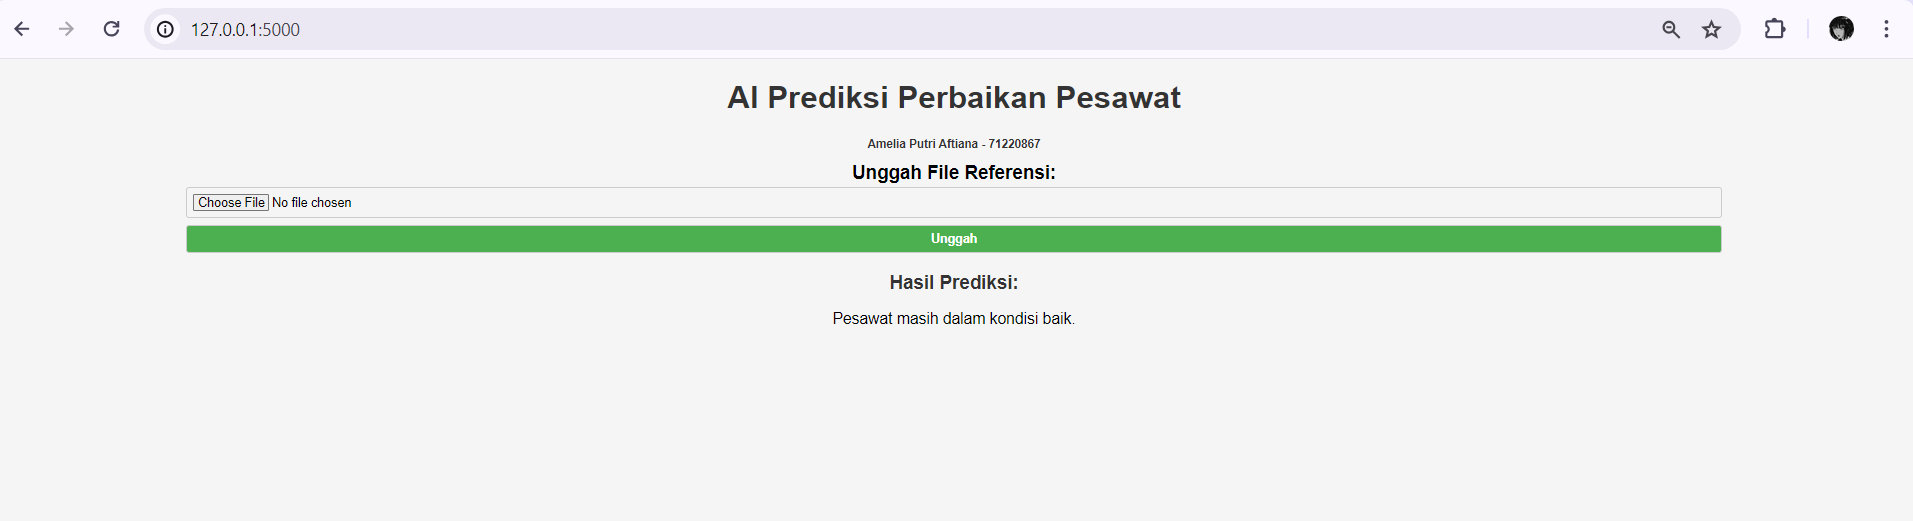 127.0.0.1:5000
AI Prediksi Perbaikan Pesawat
Amelia Putri Aftiana - 71220867
Unggah File Referensi:
Choose File No file chosen
Unggah
Hasil Prediksi:
Pesawat masih dalam kondisi baik.